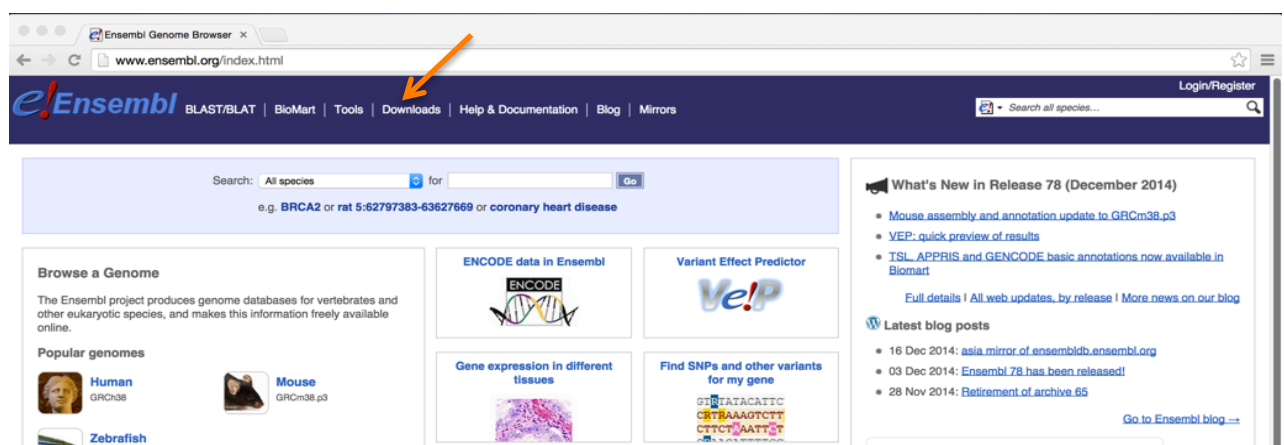 Ensembl Genome Browser ×
www.ensembl.org/index.html
Login/Register
e!Ensembl BLAST/BLAT | BioMart | Tools | Downloads | Help & Documentation | Blog | Mirrors
Search all species...
Search: All species for Go
e.g. BRCA2 or rat 5:62797383-63627669 or coronary heart disease
Browse a Genome
The Ensembl project produces genome databases for vertebrates and
other eukaryotic species, and makes this information freely available
online.
Popular genomes
Human
GRCh38
Mouse
GRCm38.p3
Zebrafish
ENCODE data in Ensembl
ENCODE
Variant Effect Predictor
Ve!P
Gene expression in different
tissues
Find SNPs and other variants
for my gene
GTRTATACATTC
CRTRAAAGTCTT
CTTCTAAATTCT
What's New in Release 78 (December 2014)
Mouse assembly and annotation update to GRCm38.p3
VEP: quick preview of results
TSL, APPRIS and GENCODE basic annotations now available in
Biomart
Full details | All web updates, by release | More news on our blog
Latest blog posts
16 Dec 2014: asia mirror of ensembldb.ensembl.org
03 Dec 2014: Ensembl 78 has been released!
28 Nov 2014: Retirement of archive 65
Go to Ensembl blog →